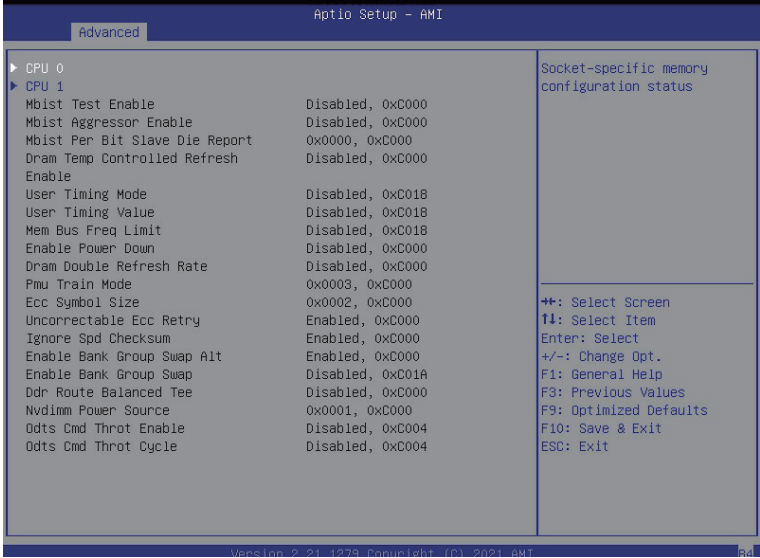 Aptio Setup – AMI
Advanced
▶ CPU 0
▶ CPU 1
Mbist Test Enable Disabled, 0xC000
Mbist Aggressor Enable Disabled, 0xC000
Mbist Per Bit Slave Die Report 0x0000, 0xC000
Dram Temp Controlled Refresh Disabled, 0xC000
Enable
User Timing Mode Disabled, 0xC018
User Timing Value Disabled, 0xC018
Mem Bus Freq Limit Disabled, 0xC018
Enable Power Down Disabled, 0xC000
Dram Double Refresh Rate Disabled, 0xC000
Pmu Train Mode 0x0003, 0xC000
Ecc Symbol Size 0x0002, 0xC000
Uncorrectable Ecc Retry Enabled, 0xC000
Ignore Spd Checksum Enabled, 0xC000
Enable Bank Group Swap Alt Enabled, 0xC000
Enable Bank Group Swap Disabled, 0xC01A
Ddr Route Balanced Tee Disabled, 0xC000
Nvdimm Power Source 0x0001, 0xC000
Odts Cmd Throt Enable Disabled, 0xC004
Odts Cmd Throt Cycle Disabled, 0xC004
Socket-specific memory
configuration status
→←: Select Screen
↑↓: Select Item
Enter: Select
+/-: Change Opt.
F1: General Help
F3: Previous Values
F9: Optimized Defaults
F10: Save & Exit
ESC: Exit
Version 2.21.1279 Copyright (C) 2021 AMI
B4